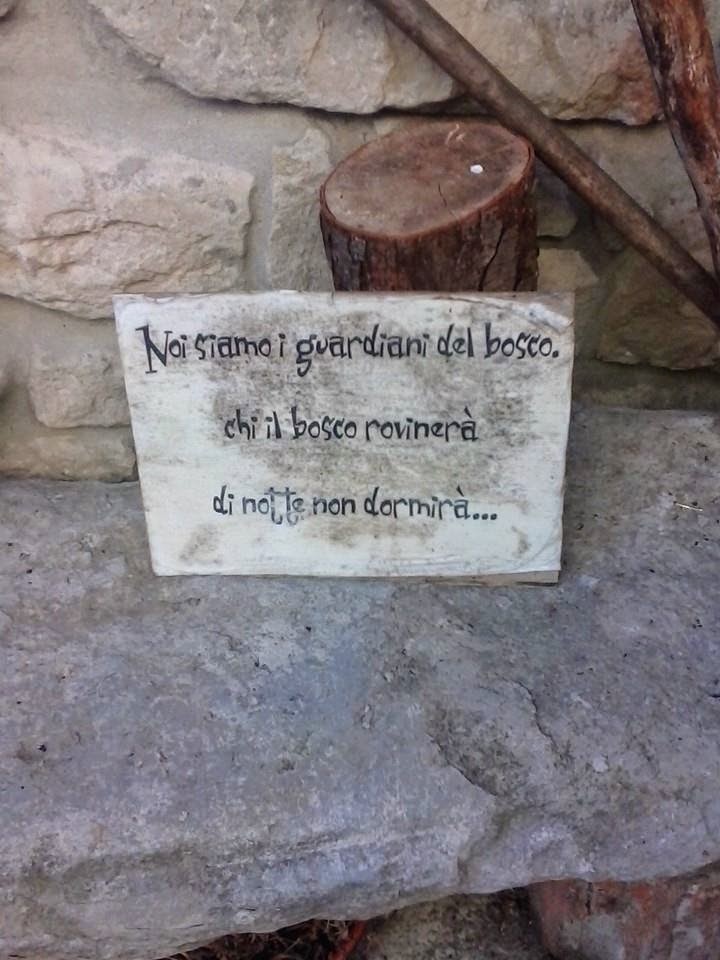 Noi siamo i guardiani del bosco.
chi il bosco rovinerà
di notte non dormirà...